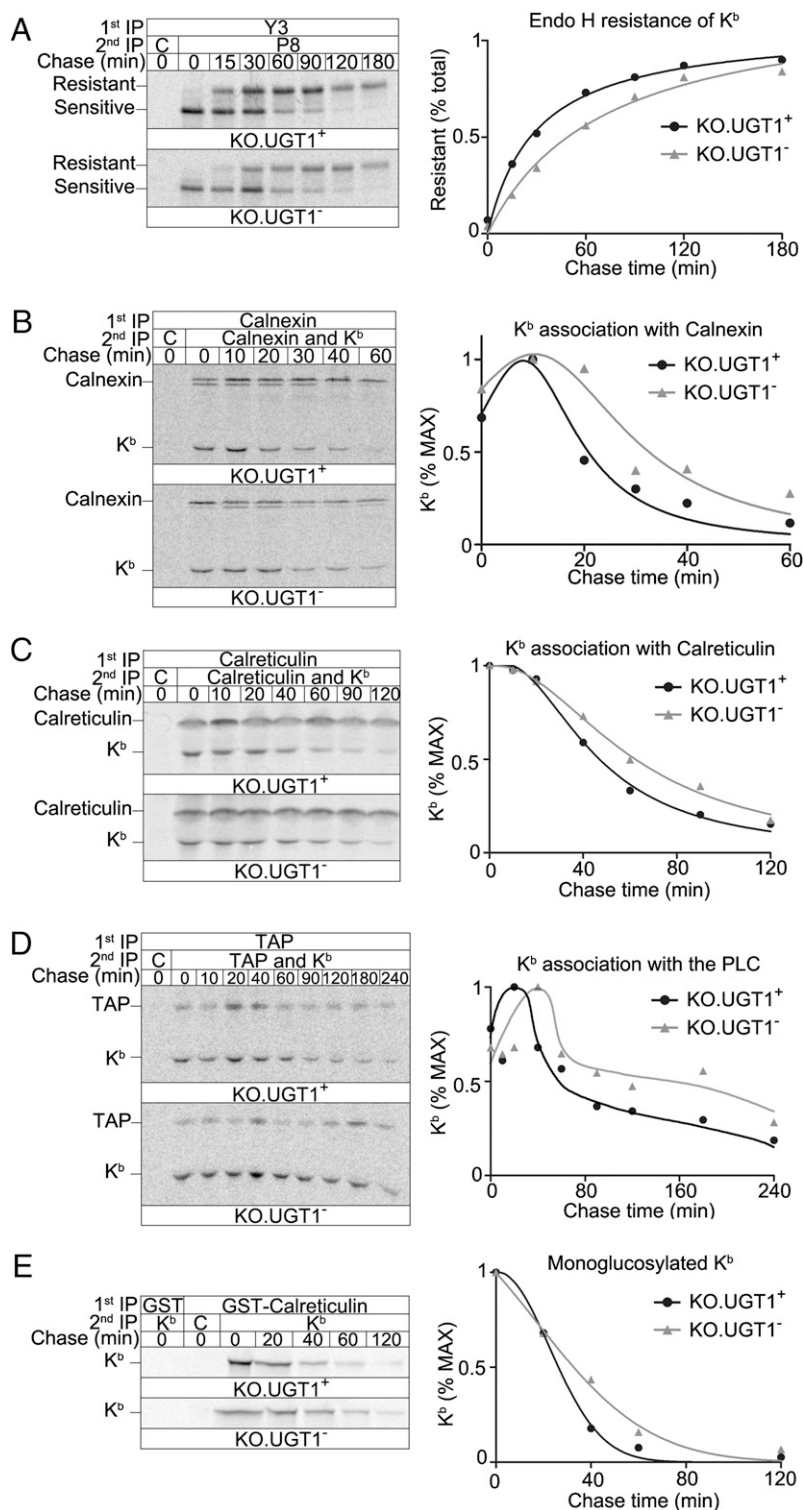 A
1st IP Y3
2nd IP C P8
Chase (min) 0 0 15 30 60 90 120 180
Resistant
Sensitive
KO.UGT1+
Resistant
Sensitive
KO.UGT1-
Endo H resistance of Kb
Resistant (% total)
1
0.5
0
KO.UGT1+
KO.UGT1-
0 60 120 180
Chase time (min)
B
1st IP Calnexin
2nd IP C Calnexin and Kb
Chase (min) 0 0 10 20 30 40 60
Calnexin
Kb
KO.UGT1+
Calnexin
Kb
KO.UGT1-
Kb association with Calnexin
Kb (% MAX)
1
0.5
0
KO.UGT1+
KO.UGT1-
0 20 40 60
Chase time (min)
C
1st IP Calreticulin
2nd IP C Calreticulin and Kb
Chase (min) 0 0 10 20 40 60 90 120
Calreticulin
Kb
KO.UGT1+
Calreticulin
Kb
KO.UGT1-
Kb association with Calreticulin
Kb (% MAX)
1
0.5
0
KO.UGT1+
KO.UGT1-
0 40 80 120
Chase time (min)
D
1st IP TAP
2nd IP C TAP and Kb
Chase (min) 0 0 10 20 40 60 90 120 180 240
TAP
Kb
KO.UGT1+
TAP
Kb
KO.UGT1-
Kb association with the PLC
Kb (% MAX)
1
0.5
0
KO.UGT1+
KO.UGT1-
0 80 160 240
Chase time (min)
E
1st IP GST GST-Calreticulin
2nd IP Kb C Kb
Chase (min) 0 0 0 20 40 60 120
Kb
KO.UGT1+
Kb
KO.UGT1-
Monoglucosylated Kb
Kb (% MAX)
1
0.5
0
KO.UGT1+
KO.UGT1-
0 40 80 120
Chase time (min)